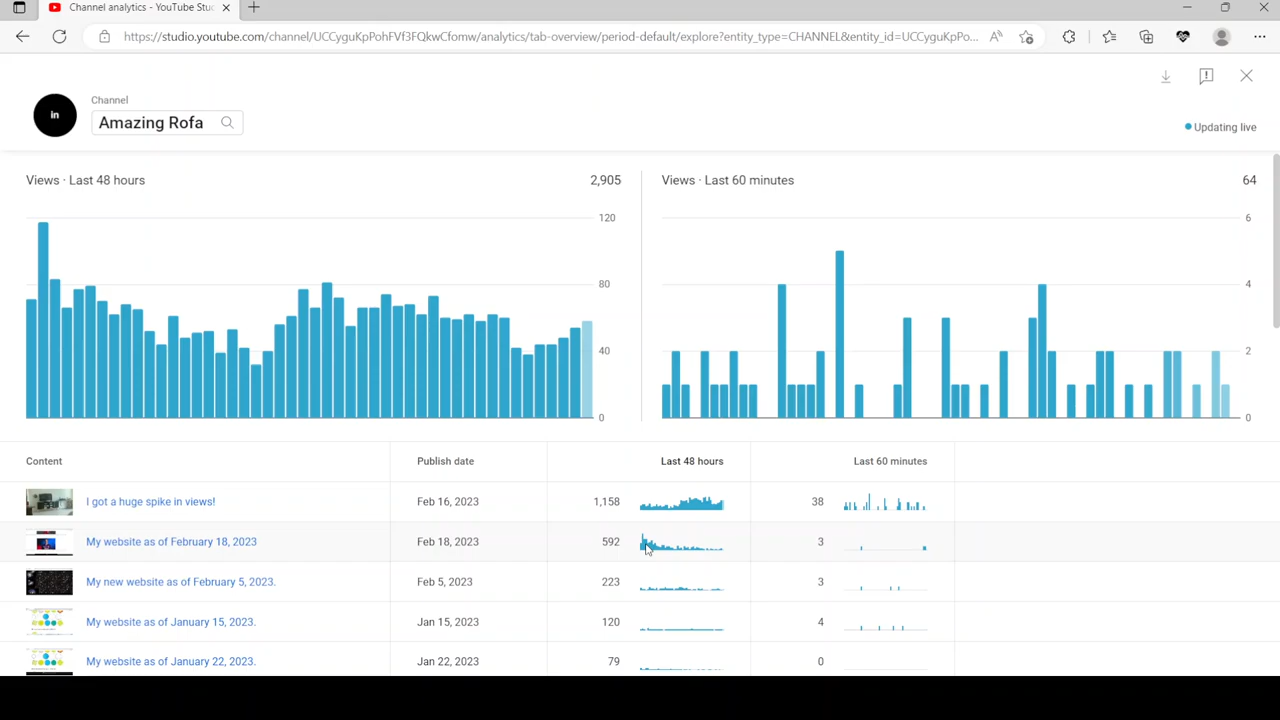 Channel analytics - YouTube Stu
https://studio.youtube.com/channel/UCCyguKpPohFVf3FQkwCfomw/analytics/tab-overview/period-default/explore?entity_type=CHANNEL&entity_id=UCCyguKpPo...
in
Channel
Amazing Rofa
Updating live
Views · Last 48 hours 2,905
Views · Last 60 minutes 64
120
80
40
0
6
4
2
0
Content Publish date Last 48 hours Last 60 minutes
I got a huge spike in views! Feb 16, 2023 1,158 38
My website as of February 18, 2023 Feb 18, 2023 592 3
My new website as of February 5, 2023. Feb 5, 2023 223 3
My website as of January 15, 2023. Jan 15, 2023 120 4
My website as of January 22, 2023. Jan 22, 2023 79 0